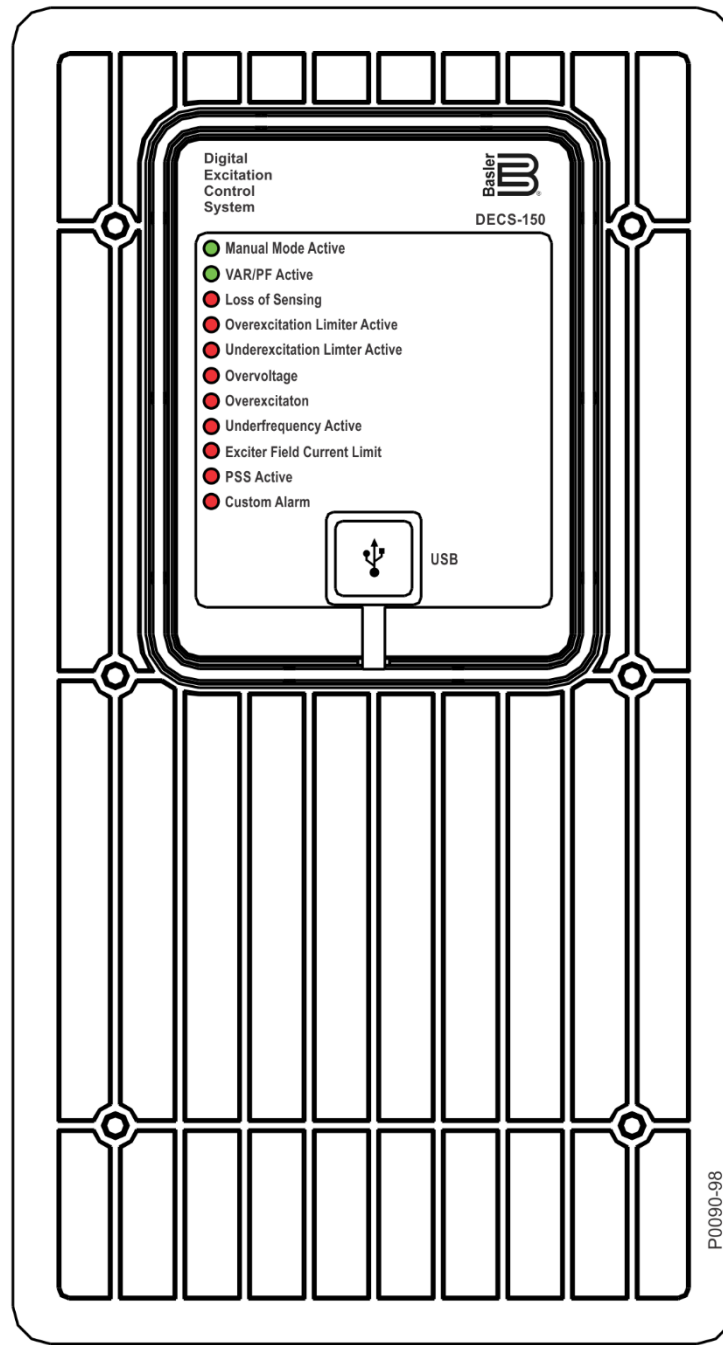 Digital
Excitation
Control
System
Basler
DECS-150
Manual Mode Active
VAR/PF Active
Loss of Sensing
Overexcitation Limiter Active
Underexcitation Limter Active
Overvoltage
Overexcitaton
Underfrequency Active
Exciter Field Current Limit
PSS Active
Custom Alarm
USB
P0090-98